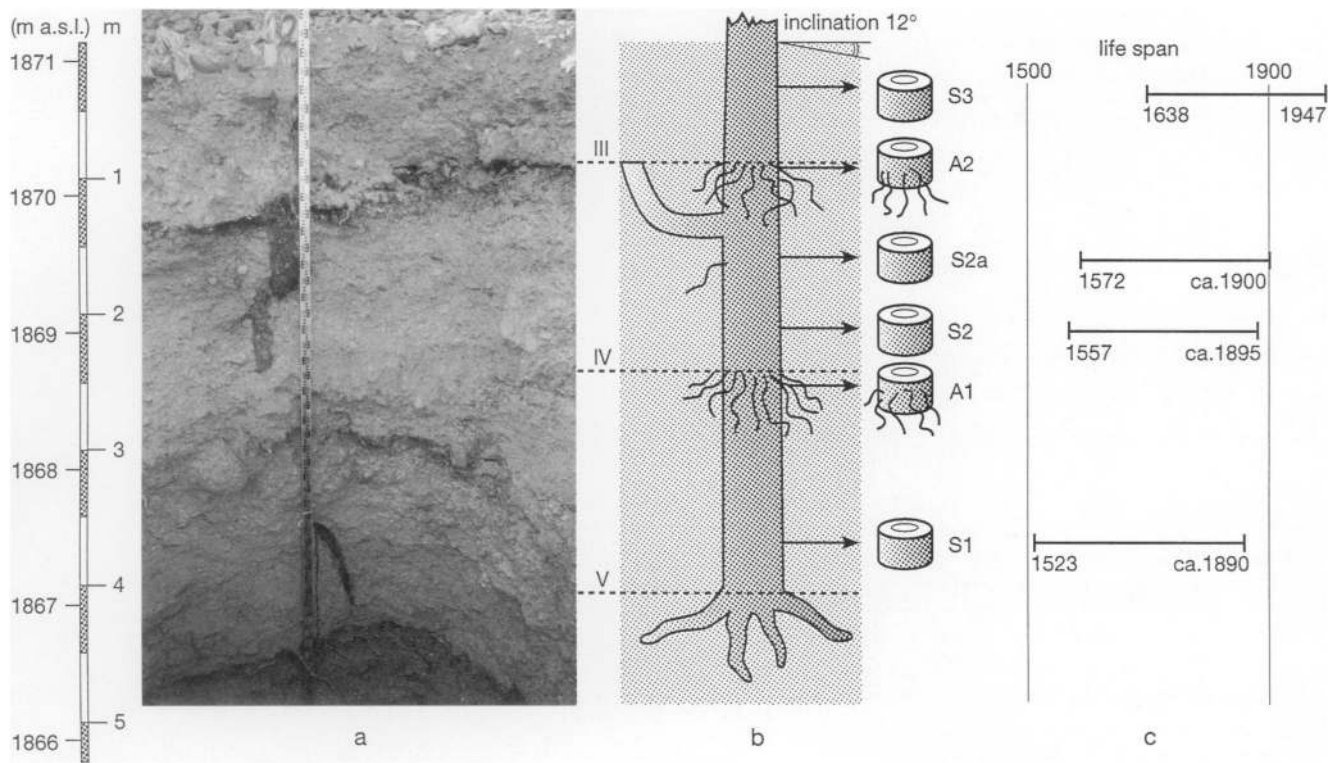 (m a.s.l.) m
1871
1870
1869
1868
1867
1866
1
2
3
4
5
a
inclination 12°
III
IV
V
S3
A2
S2a
S2
A1
S1
b
life span
1500 1900
1638 1947
1572 ca.1900
1557 ca.1895
1523 ca.1890
c